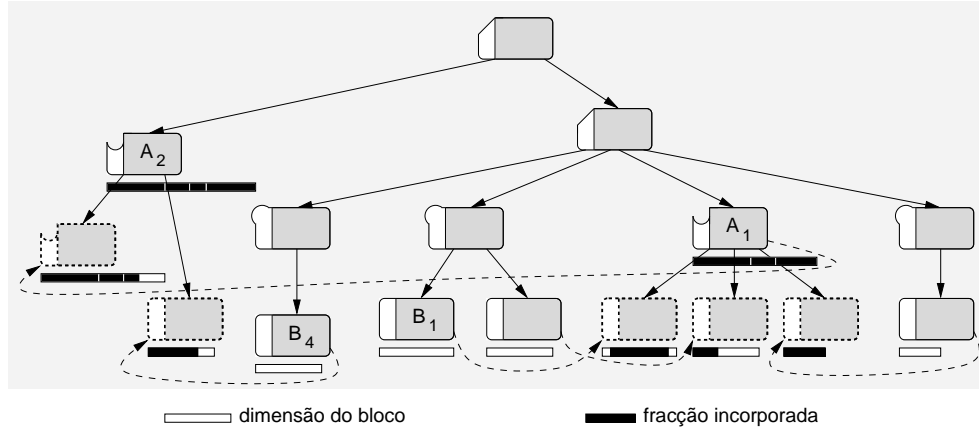 A2
A1
B4
B1
dimensão do bloco
fracção incorporada